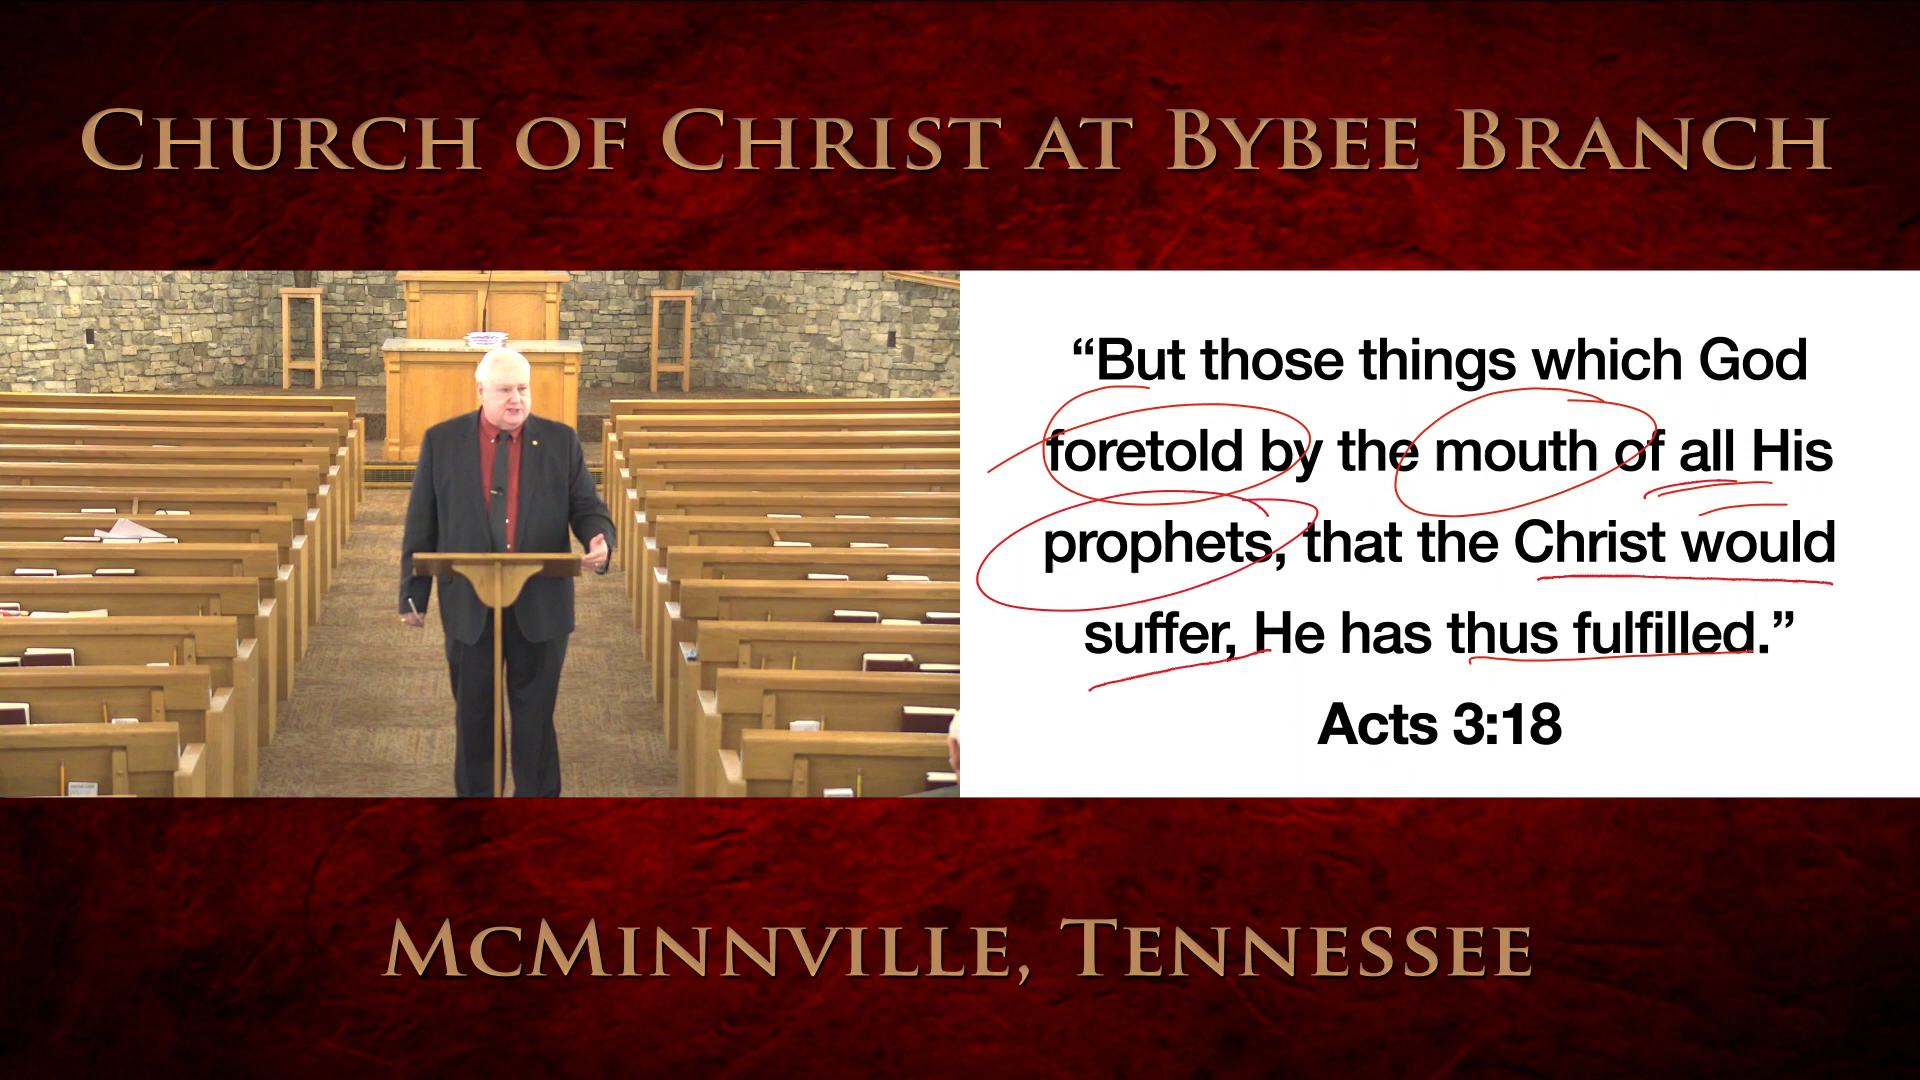 Church of Christ at Bybee Branch
“But those things which God
foretold by the mouth of all His
prophets, that the Christ would
suffer, He has thus fulfilled.”
Acts 3:18
McMinnville, Tennessee